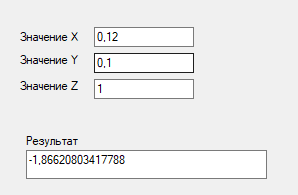 Значение X 0,12
Значение Y 0,1
Значение Z 1
Результат
-1,86620803417788